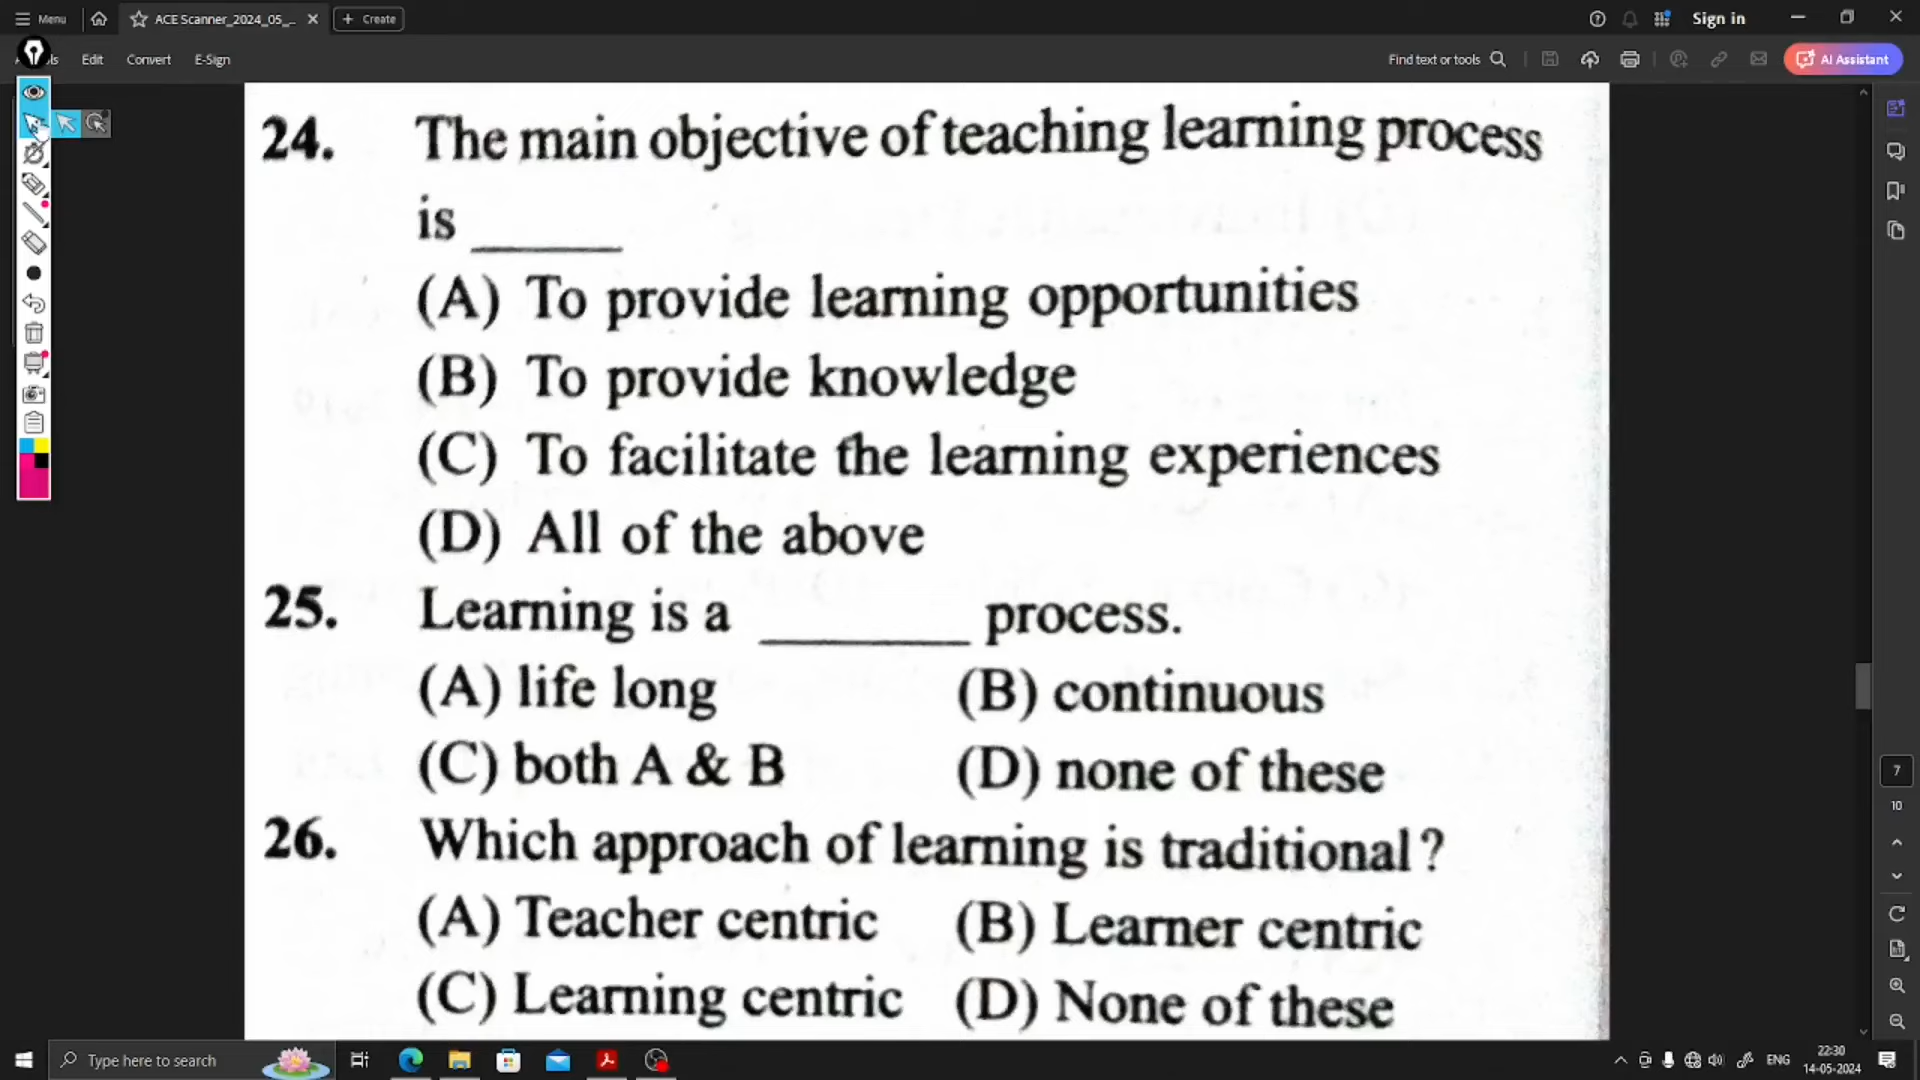 Menu
ACE Scanner_2024_05_...
Create
Sign in
Edit
Convert
E-Sign
Find text or tools
AI Assistant
24. The main objective of teaching learning process
is ______
(A) To provide learning opportunities
(B) To provide knowledge
(C) To facilitate the learning experiences
(D) All of the above
25. Learning is a ________ process.
(A) life long (B) continuous
(C) both A & B (D) none of these
26. Which approach of learning is traditional?
(A) Teacher centric (B) Learner centric
(C) Learning centric (D) None of these
7
10
Type here to search
ENG
22:30
14-05-2024